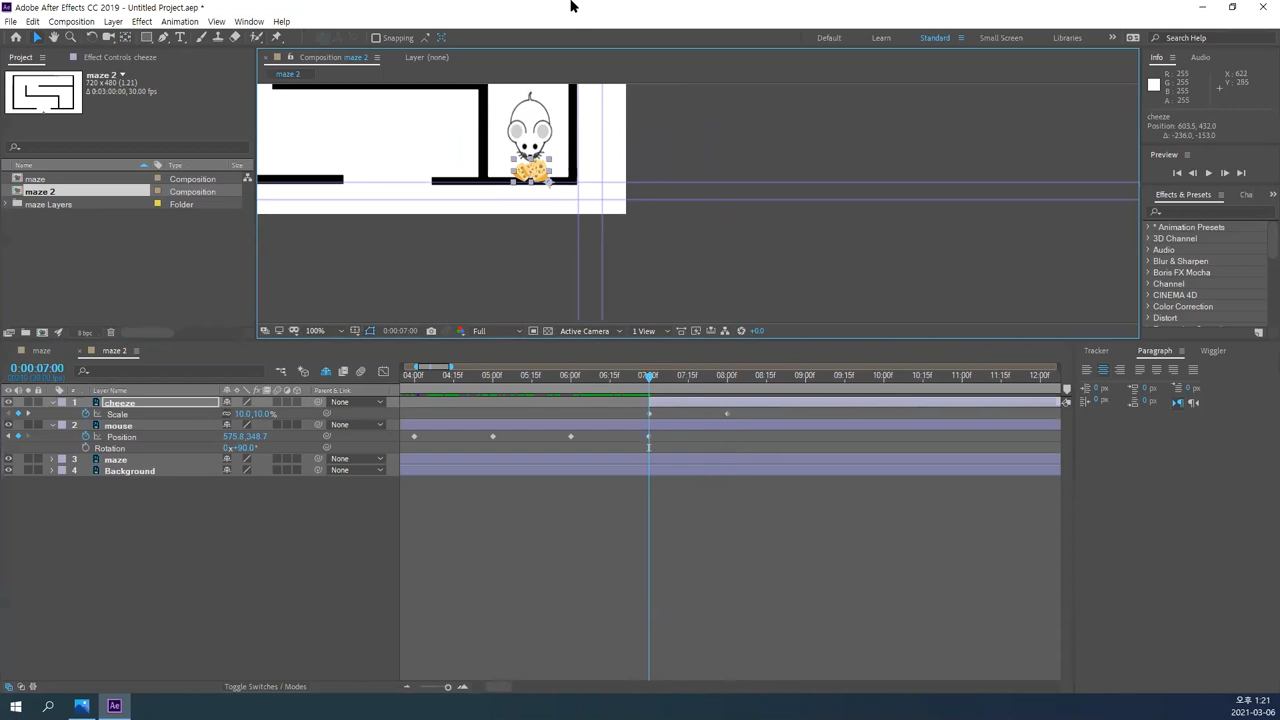 Adobe After Effects CC 2019 - Untitled Project.aep *
File Edit Composition Layer Effect Animation View Window Help
Snapping
Default Learn Standard Small Screen Libraries Search Help
Project Effect Controls cheeze
Composition maze 2 Layer (none)
Info Audio
maze 2
maze 2
720 x 480 (1.21)
Δ 0:03:00:00, 30.00 fps
R : 255
G : 255
B : 255
A : 255
X : 622
Y : 285
cheeze
Position: 603.5, 432.0
Δ: -236.0, -153.0
Preview
Name Type
maze Composition
maze 2 Composition
maze Layers Folder
Effects & Presets Cha
* Animation Presets
3D Channel
Audio
Blur & Sharpen
Boris FX Mocha
Channel
CINEMA 4D
Color Correction
Distort
8 bpc
100% 0:00:07:00 Full Active Camera 1 View +0.0
maze maze 2
Tracker Paragraph Wiggler
0:00:07:00
# Layer Name Parent & Link
04:00f 04:15f 05:00f 05:15f 06:00f 06:15f 07:00f 07:15f 08:00f 08:15f 09:00f 09:15f 10:00f 10:15f 11:00f 11:15f 12:00f
0 px 0 px 0 px
0 px 0 px
1 cheeze None
Scale 10.0,10.0%
2 mouse None
Position 575.8,348.7
Rotation 0x+90.0°
3 maze None
4 Background None
Toggle Switches / Modes
오후 1:21
2021-03-06